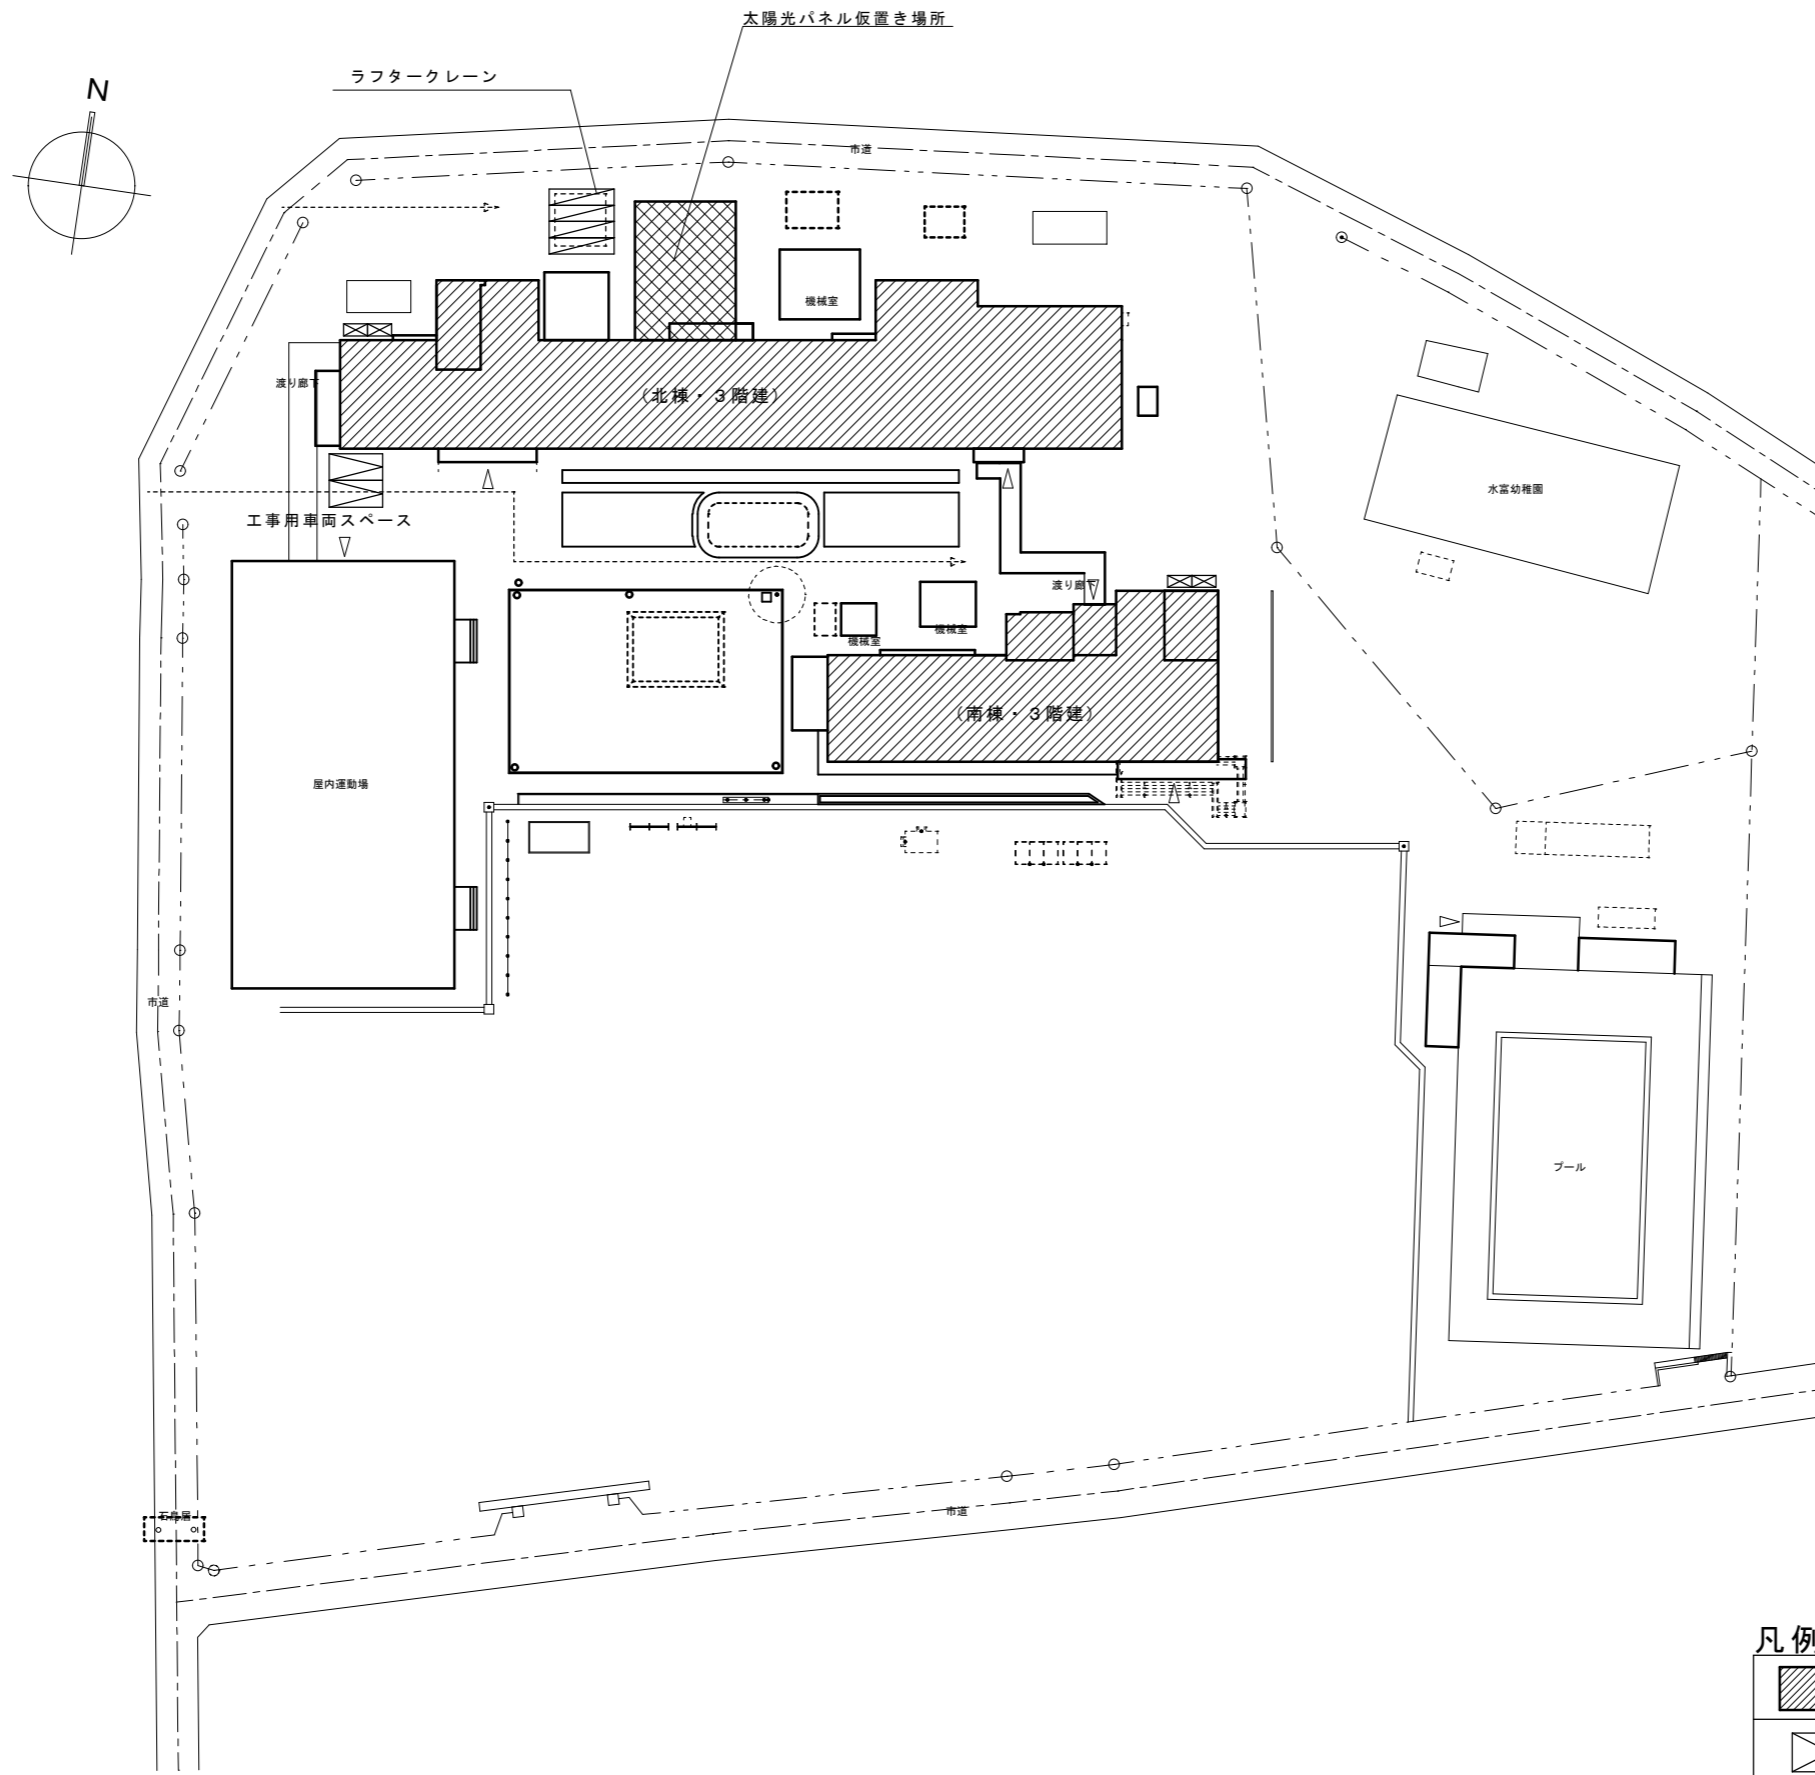 太陽光パネル仮置き場所
ラフタークレーン
N
市道
機械室
渡り廊下
（北棟・３階建）
水富幼稚園
工事用車両スペース
渡り廊下
機械室
機械室
（南棟・３階建）
屋内運動場
市道
プール
石鳥居
市道
凡例